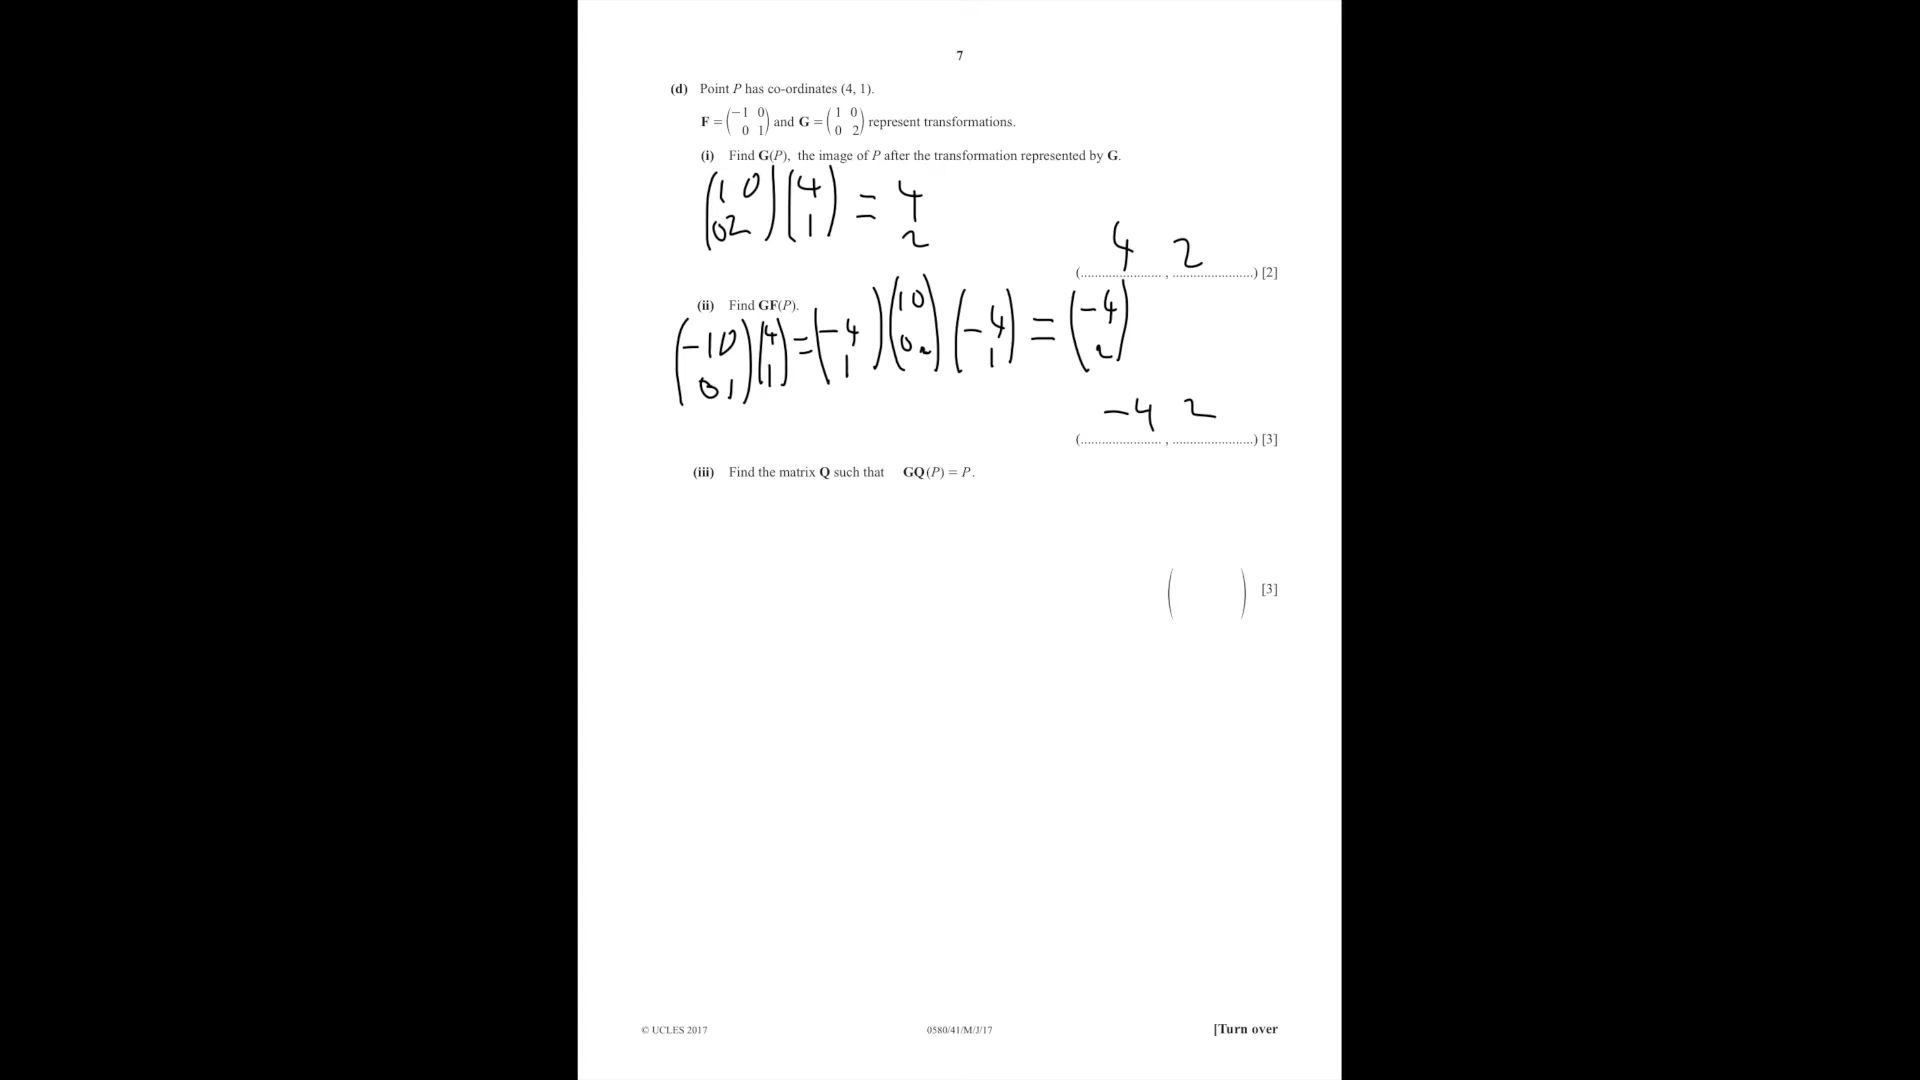 7
(d) Point P has co-ordinates (4, 1).
F = (−1 0
0 1) and G = (1 0
0 2) represent transformations.
(i) Find G(P), the image of P after the transformation represented by G.
(1 0
0 2) (4
1) = 4
2
4 2
(........................ , ........................) [2]
(ii) Find GF(P).
(−1 0
0 1) (4
1) = (−4
1) (1 0
0 2) (−4
1) = (−4
2)
−4 2
(........................ , ........................) [3]
(iii) Find the matrix Q such that GQ(P) = P.
( ) [3]
© UCLES 2017
0580/41/M/J/17
[Turn over